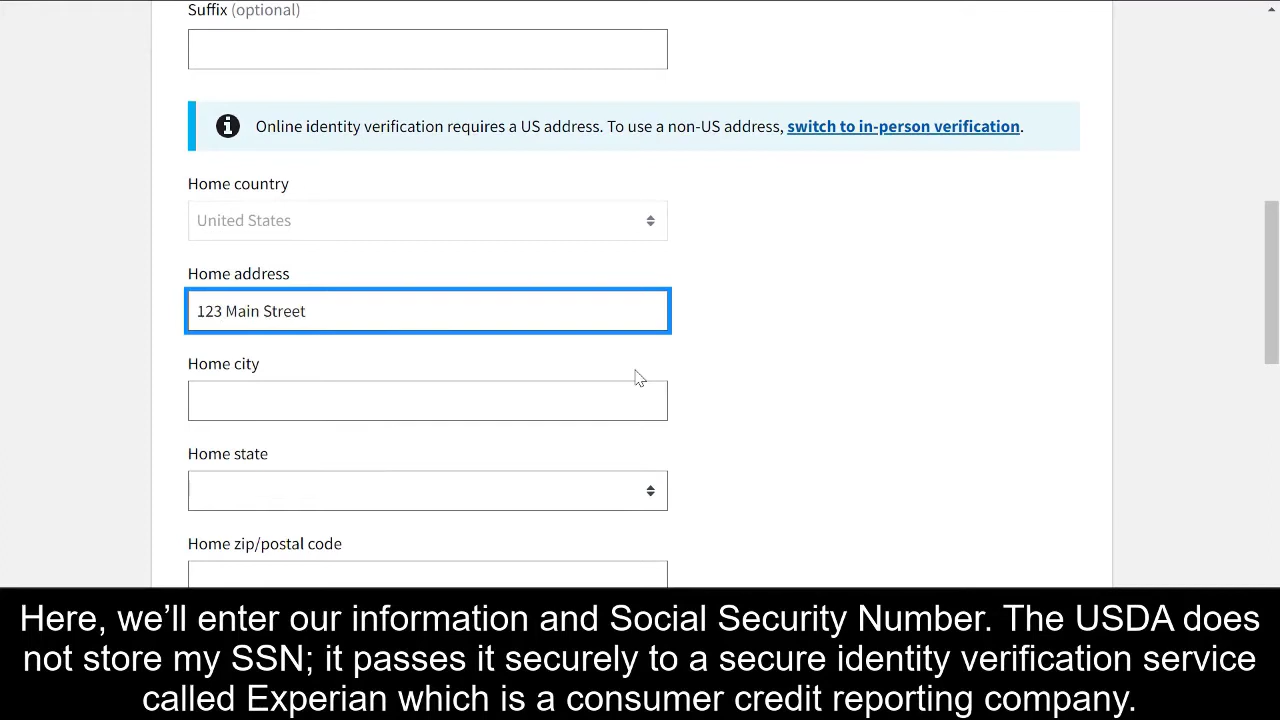 Suffix (optional)
Online identity verification requires a US address. To use a non-US address, switch to in-person verification.
Home country
United States
Home address
123 Main Street
Home city
Home state
Home zip/postal code
Here, we’ll enter our information and Social Security Number. The USDA does
not store my SSN; it passes it securely to a secure identity verification service
called Experian which is a consumer credit reporting company.